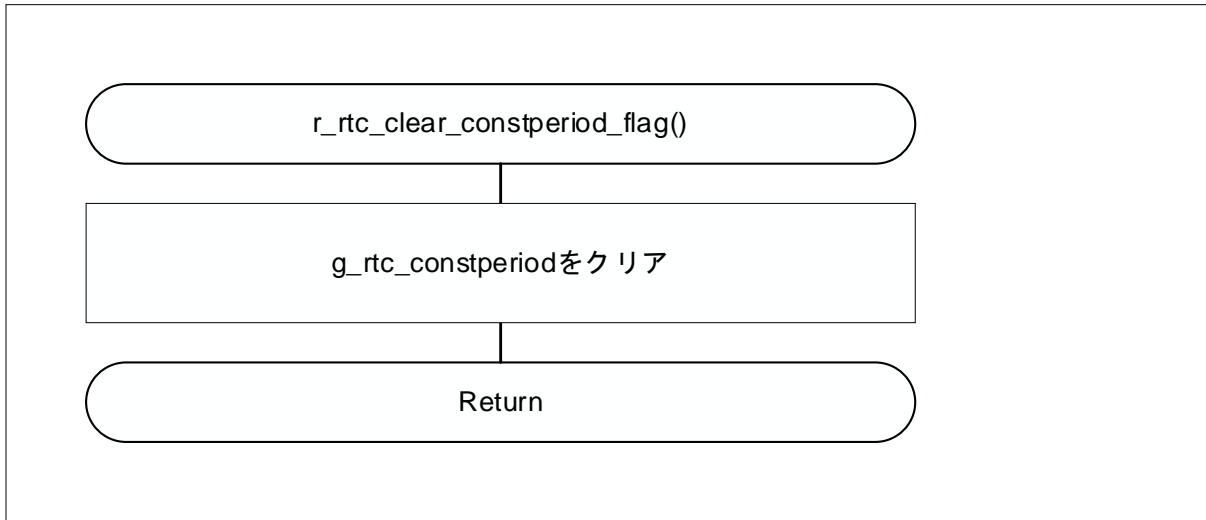 r_rtc_clear_constperiod_flag()
g_rtc_constperiodをクリア
Return